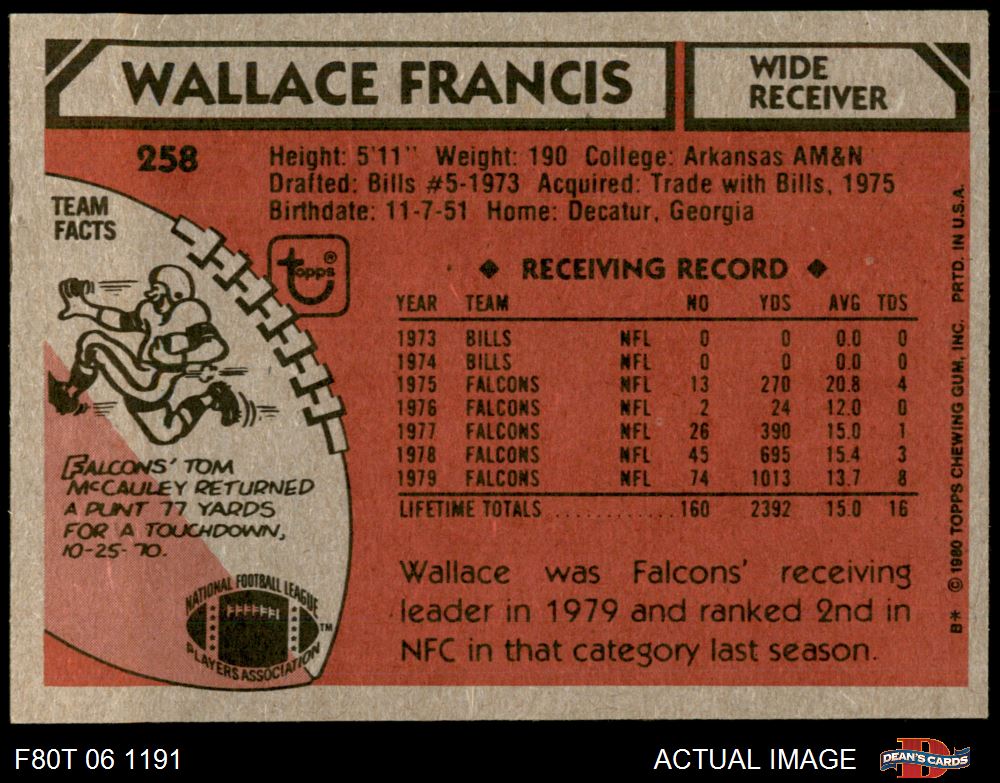 WALLACE FRANCIS
WIDE
RECEIVER
258
Height: 5'11" Weight: 190 College: Arkansas AM&N
Drafted: Bills #5-1973 Acquired: Trade with Bills, 1975
Birthdate: 11-7-51 Home: Decatur, Georgia
TEAM
FACTS
topps®
FALCONS' TOM
McCAULEY RETURNED
A PUNT 77 YARDS
FOR A TOUCHDOWN,
10-25-70.
NATIONAL FOOTBALL LEAGUE
PLAYERS ASSOCIATION
TM
◆ RECEIVING RECORD ◆
YEAR TEAM NO YDS AVG TDS
1973 BILLS NFL 0 0 0.0 0
1974 BILLS NFL 0 0 0.0 0
1975 FALCONS NFL 13 270 20.8 4
1976 FALCONS NFL 2 24 12.0 0
1977 FALCONS NFL 26 390 15.0 1
1978 FALCONS NFL 45 695 15.4 3
1979 FALCONS NFL 74 1013 13.7 8
LIFETIME TOTALS ............160 2392 15.0 16
Wallace was Falcons' receiving
leader in 1979 and ranked 2nd in
NFC in that category last season.
B* © 1980 TOPPS CHEWING GUM, INC. PRTD. IN U.S.A.
F80T 06 1191
ACTUAL IMAGE
DEAN'S CARDS